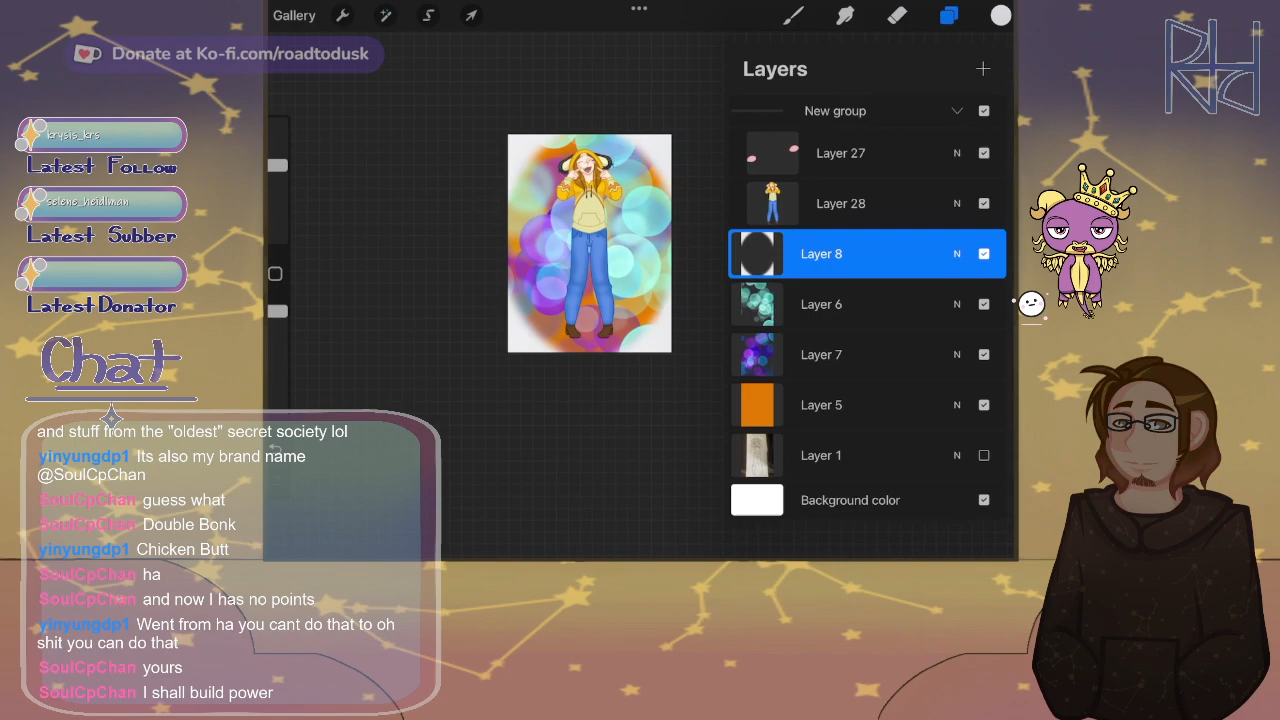 Gallery
Donate at Ko-fi.com/roadtodusk
krysis_krs
Latest Follow
selene_heidlman
Latest Subber
Latest Donator
Chat
and stuff from the "oldest" secret society lol
yinyungdp1 Its also my brand name
@SoulCpChan
SoulCpChan guess what
SoulCpChan Double Bonk
yinyungdp1 Chicken Butt
SoulCpChan ha
SoulCpChan and now I has no points
yinyungdp1 Went from ha you cant do that to oh
shit you can do that
SoulCpChan yours
SoulCpChan I shall build power
Layers
New group
Layer 27 N
Layer 28 N
Layer 8 N
Layer 6 N
Layer 7 N
Layer 5 N
Layer 1 N
Background color